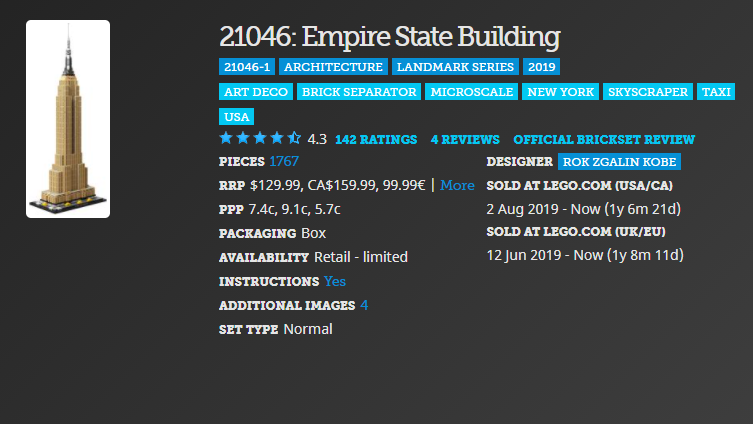 21046: Empire State Building
21046-1 ARCHITECTURE LANDMARK SERIES 2019
ART DECO BRICK SEPARATOR MICROSCALE NEW YORK SKYSCRAPER TAXI
USA
4.3 142 RATINGS 4 REVIEWS OFFICIAL BRICKSET REVIEW
PIECES 1767
RRP $129.99, CA$159.99, 99.99€ | More
PPP 7.4c, 9.1c, 5.7c
PACKAGING Box
AVAILABILITY Retail - limited
INSTRUCTIONS Yes
ADDITIONAL IMAGES 4
SET TYPE Normal
DESIGNER ROK ZGALIN KOBE
SOLD AT LEGO.COM (USA/CA)
2 Aug 2019 - Now (1y 6m 21d)
SOLD AT LEGO.COM (UK/EU)
12 Jun 2019 - Now (1y 8m 11d)